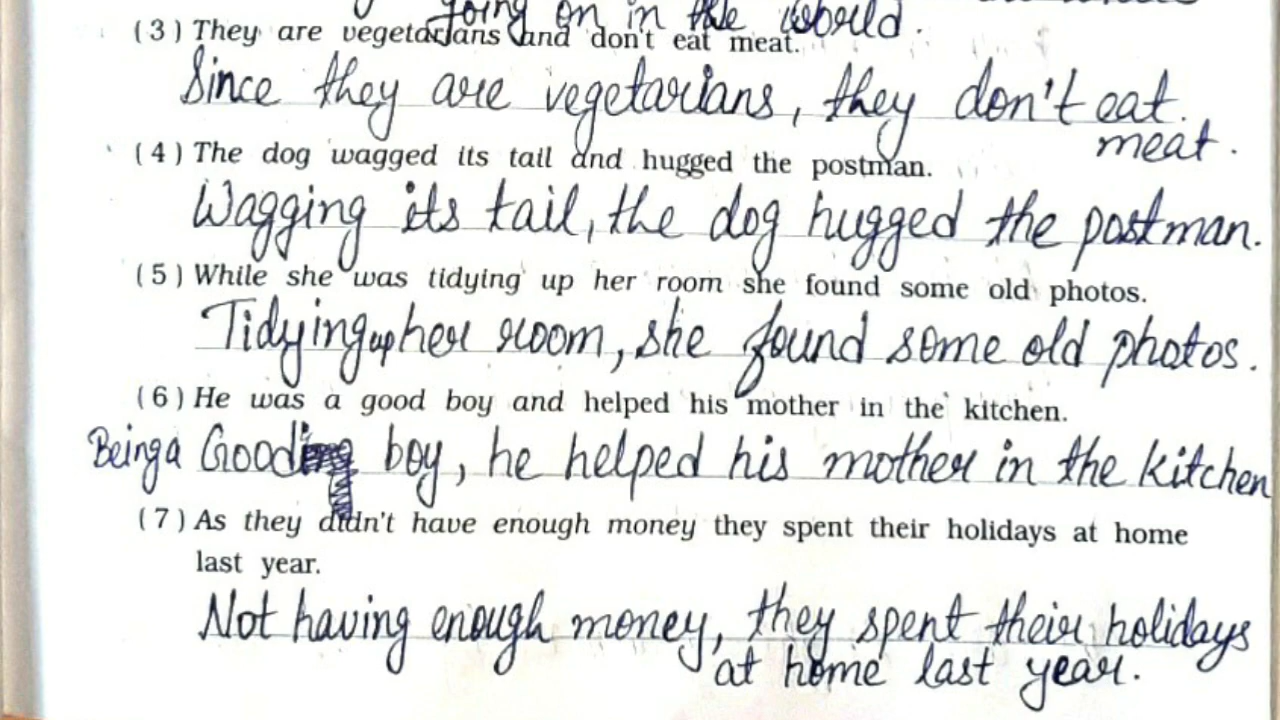 going on in the world.
(3) They are vegetarians and don't eat meat.
Since they are vegetarians, they don't eat.
meat.
(4) The dog wagged its tail and hugged the postman.
Wagging its tail, the dog hugged the postman.
(5) While she was tidying up her room she found some old photos.
Tidying up her room, she found some old photos.
(6) He was a good boy and helped his mother in the kitchen.
Being a Good boy, he helped his mother in the kitchen
(7) As they didn't have enough money they spent their holidays at home
last year.
Not having enough money, they spent their holidays
at home last year.